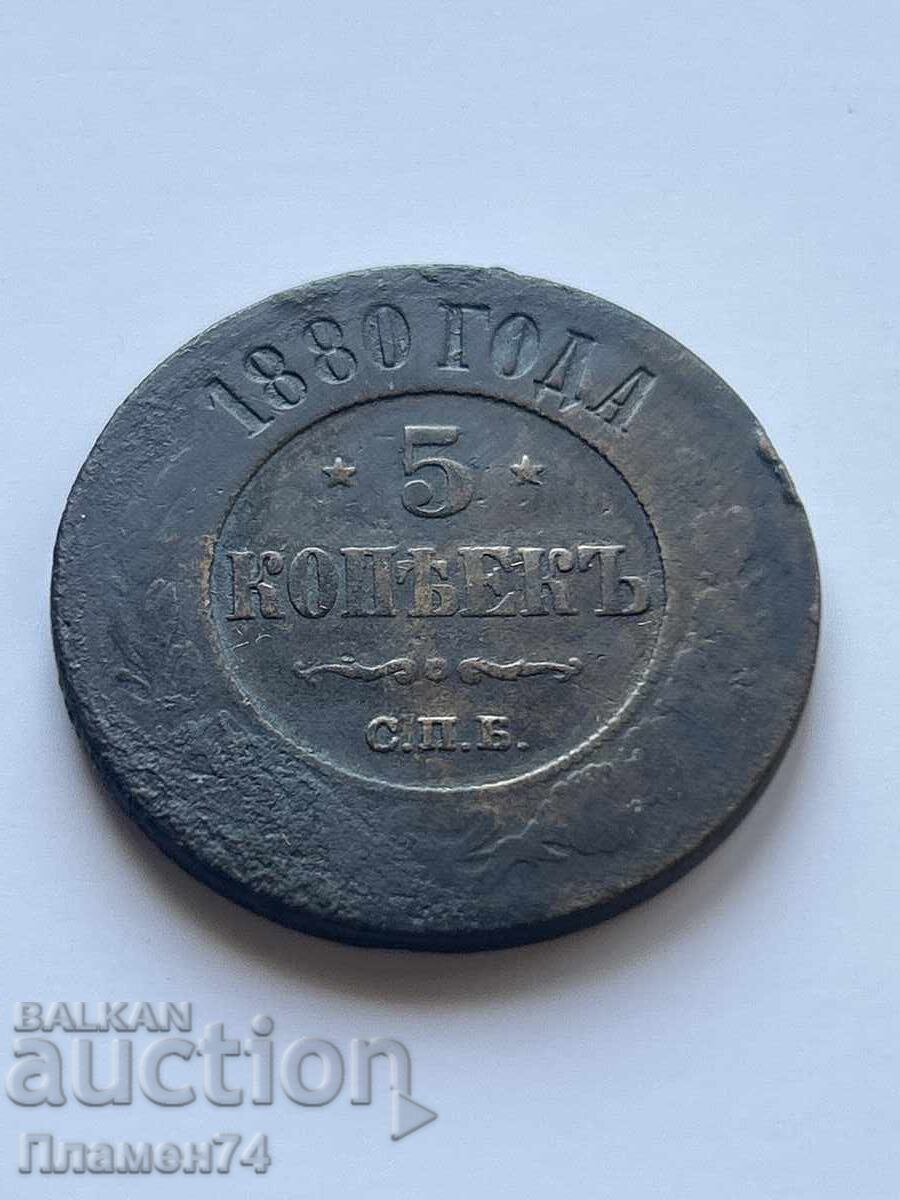 1880 ГОДА
5
КОПѢЕКЪ
С.П.Б.
BALKAN
auction
Пламен74